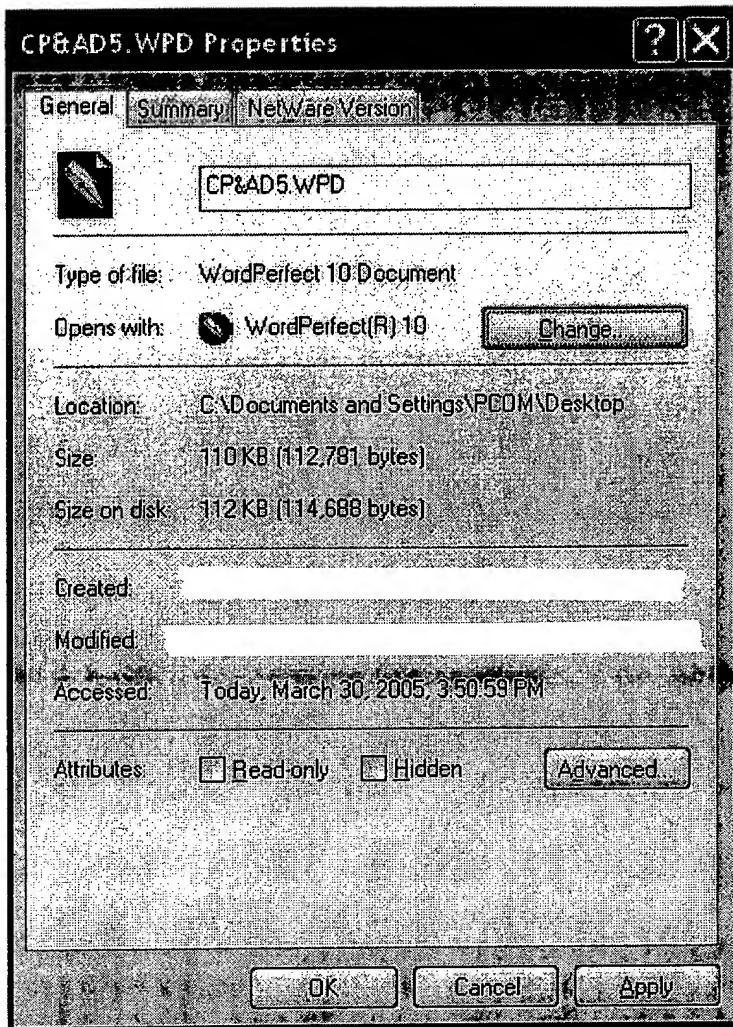 CP&AD5.WPD Properties
General Summary NetWare Version
CP&AD5.WPD
Type of file: WordPerfect 10 Document
Opens with: WordPerfect(R) 10 Change...
Location: C:\Documents and Settings\PCOM\Desktop
Size: 110 KB (112,781 bytes)
Size on disk: 112 KB (114,688 bytes)
Created:
Modified:
Accessed: Today, March 30, 2005, 3:50:59 PM
Attributes: Read-only Hidden Advanced...
OK Cancel Apply